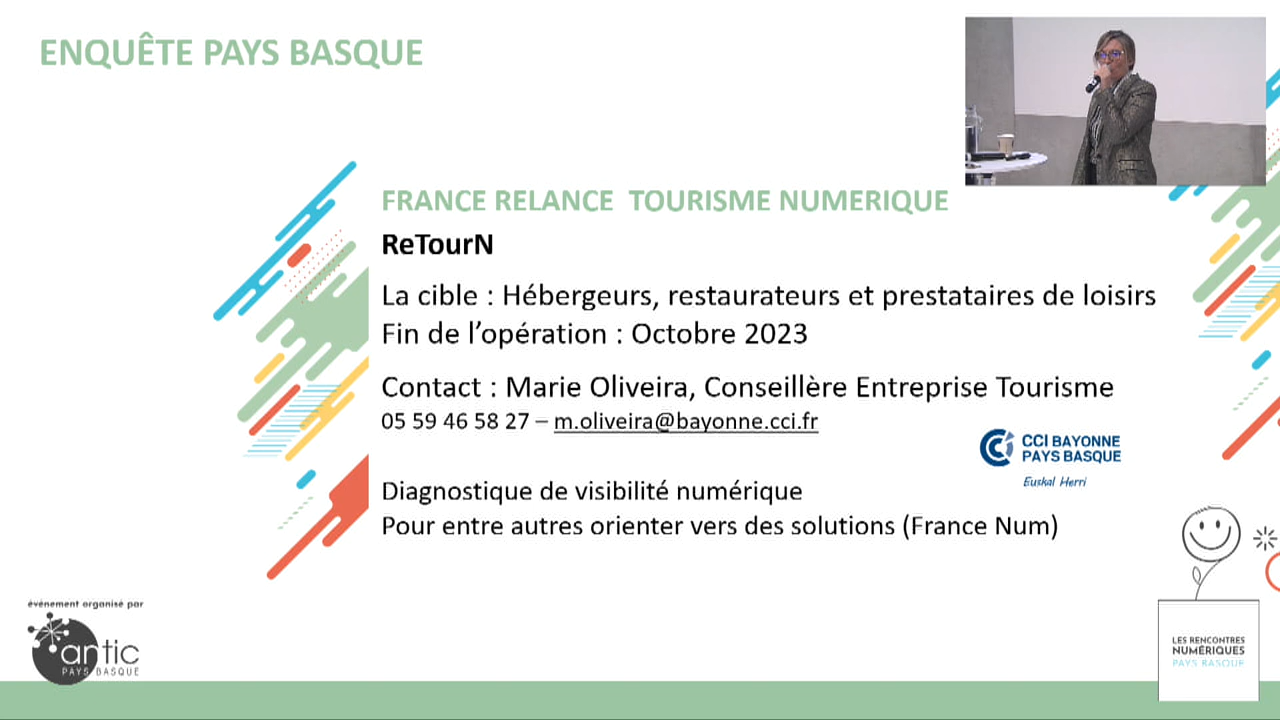 ENQUÊTE PAYS BASQUE
FRANCE RELANCE TOURISME NUMERIQUE
ReTourN
La cible : Hébergeurs, restaurateurs et prestataires de loisirs
Fin de l’opération : Octobre 2023
Contact : Marie Oliveira, Conseillère Entreprise Tourisme
05 59 46 58 27 – m.oliveira@bayonne.cci.fr
CCI BAYONNE
PAYS BASQUE
Euskal Herri
Diagnostique de visibilité numérique
Pour entre autres orienter vers des solutions (France Num)
évènement organisé par
antic
PAYS BASQUE
LES RENCONTRES
NUMÉRIQUES
PAYS BASQUE